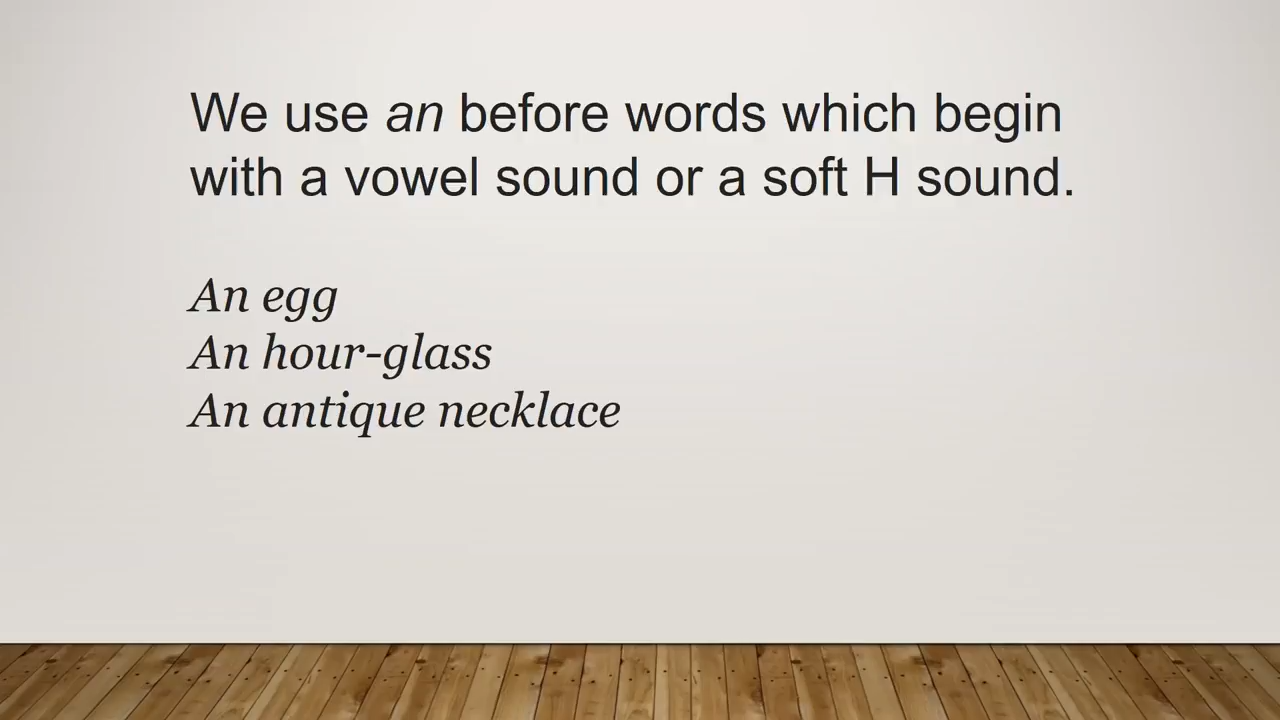 We use an before words which begin
with a vowel sound or a soft H sound.
An egg
An hour-glass
An antique necklace